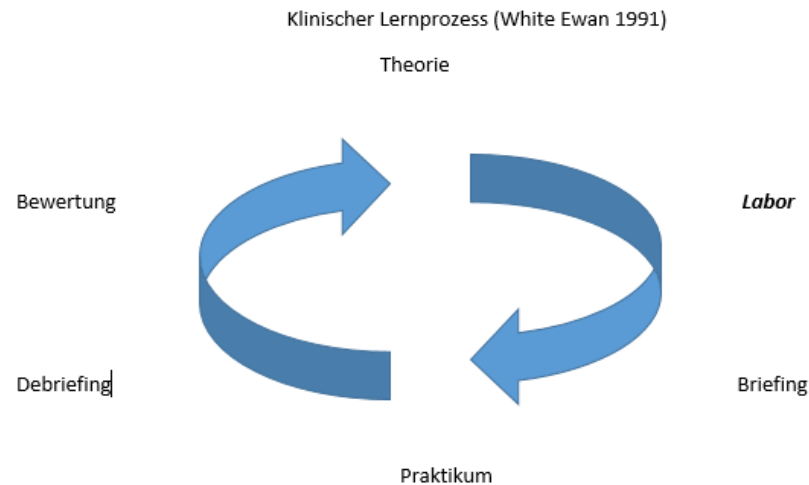 Klinischer Lernprozess (White Ewan 1991)
Theorie
Bewertung
Labor
Debriefing
Briefing
Praktikum